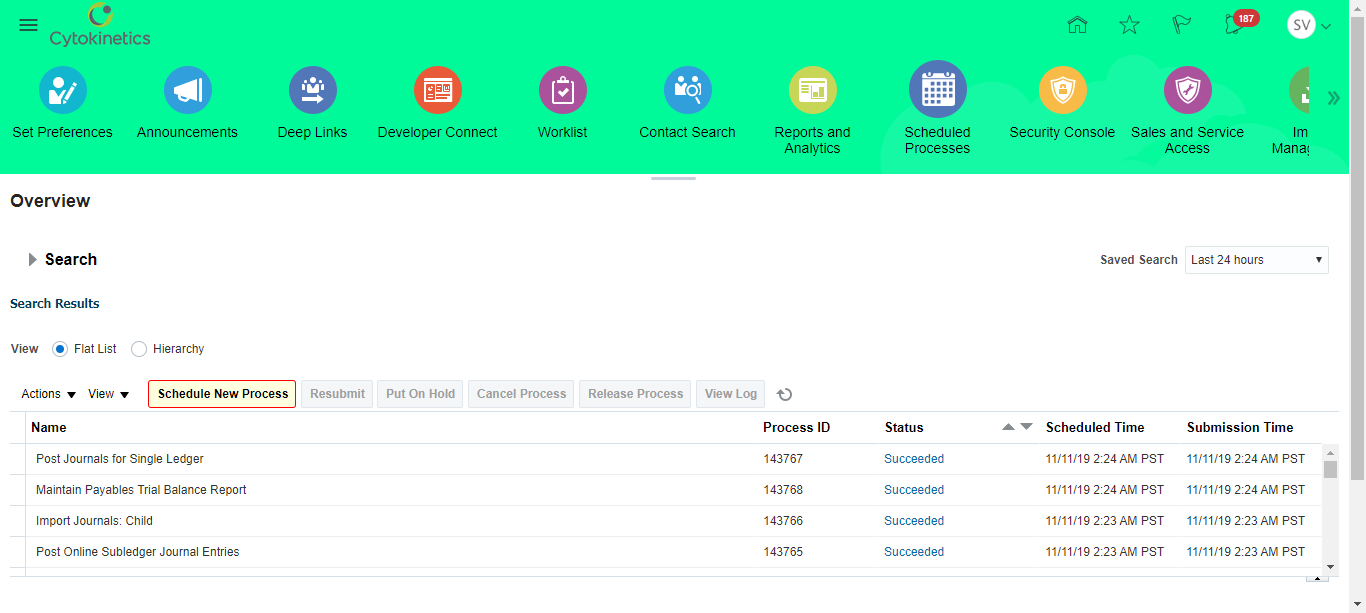 Cytokinetics
187
SV
Set Preferences
Announcements
Deep Links
Developer Connect
Worklist
Contact Search
Reports and
Analytics
Scheduled
Processes
Security Console
Sales and Service
Access
Overview
Search
Saved Search Last 24 hours
Search Results
View Flat List Hierarchy
Actions View Schedule New Process Resubmit Put On Hold Cancel Process Release Process View Log
Name Process ID Status Scheduled Time Submission Time
Post Journals for Single Ledger 143767 Succeeded 11/11/19 2:24 AM PST 11/11/19 2:24 AM PST
Maintain Payables Trial Balance Report 143768 Succeeded 11/11/19 2:24 AM PST 11/11/19 2:24 AM PST
Import Journals: Child 143766 Succeeded 11/11/19 2:23 AM PST 11/11/19 2:23 AM PST
Post Online Subledger Journal Entries 143765 Succeeded 11/11/19 2:23 AM PST 11/11/19 2:23 AM PST